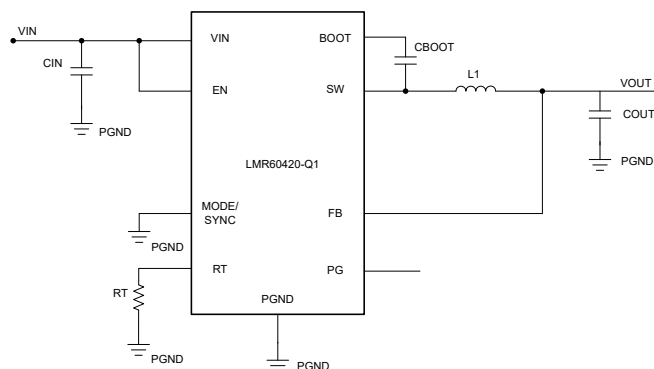 VIN
CIN
PGND
VIN
EN
MODE/
SYNC
PGND
RT
RT
PGND
LMR60420-Q1
PGND
PGND
BOOT
CBOOT
SW
L1
VOUT
COUT
PGND
FB
PG